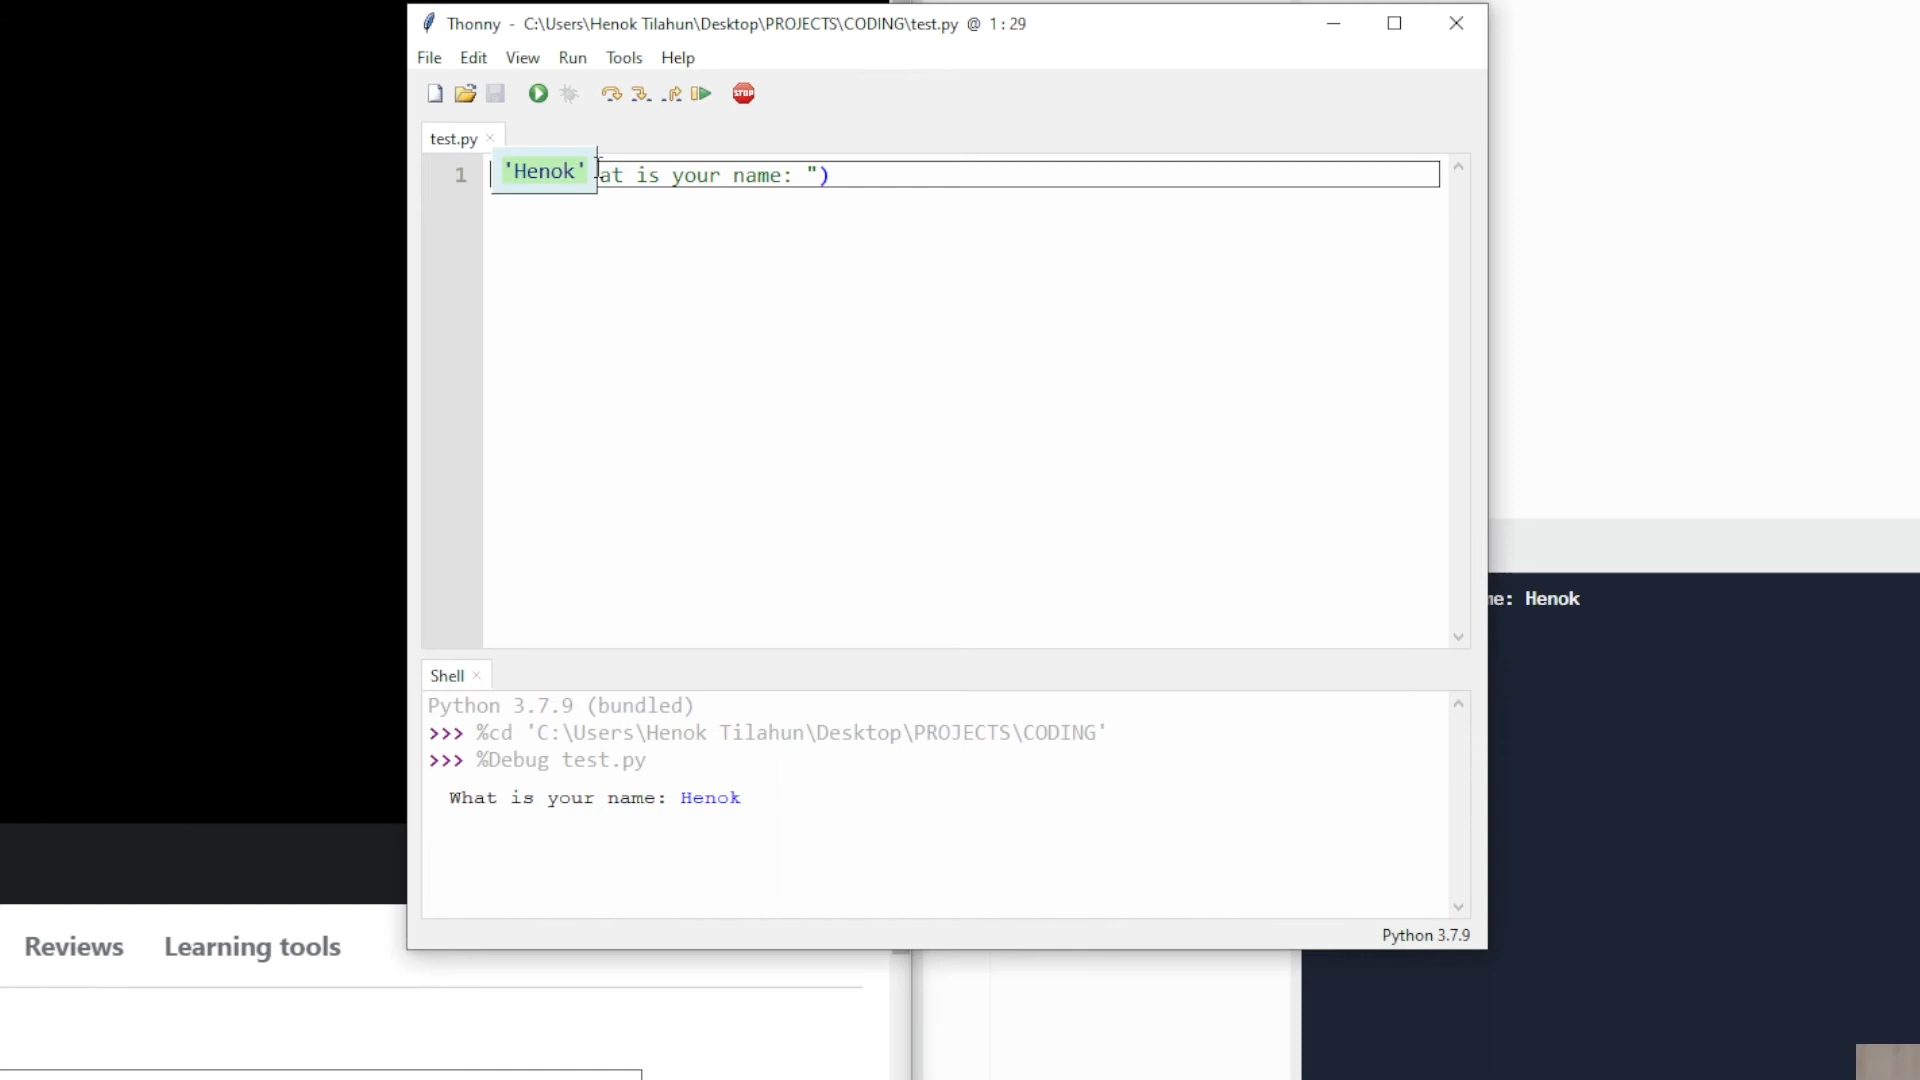 Thonny - C:\Users\Henok Tilahun\Desktop\PROJECTS\CODING\test.py @ 1:29
File Edit View Run Tools Help
STOP
test.py ×
1 'Henok' at is your name: ")
Shell ×
Python 3.7.9 (bundled)
>>> %cd 'C:\Users\Henok Tilahun\Desktop\PROJECTS\CODING'
>>> %Debug test.py
What is your name: Henok
Python 3.7.9
me: Henok
Reviews Learning tools